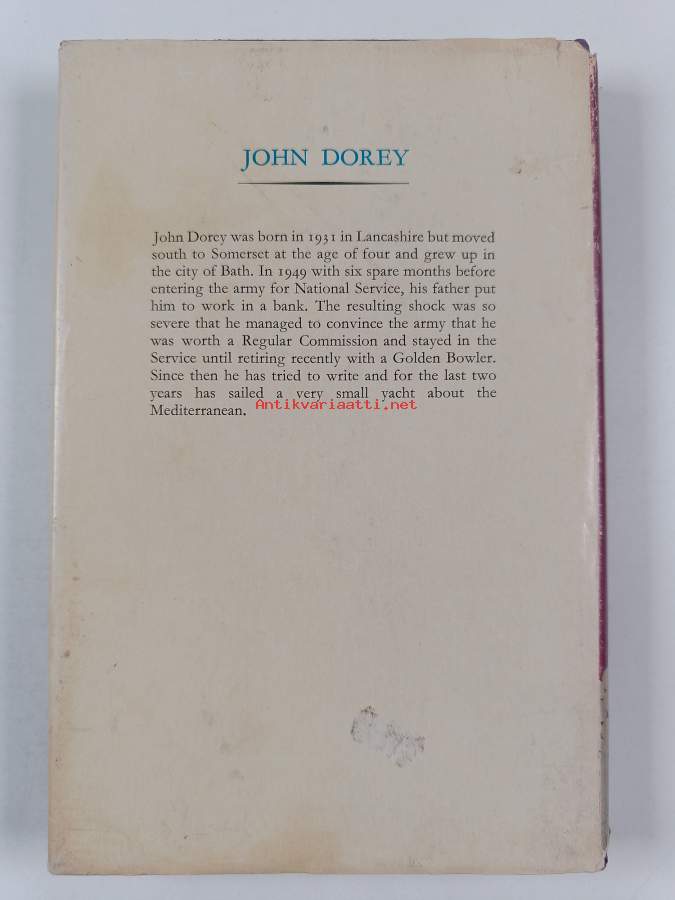 JOHN DOREY
John Dorey was born in 1931 in Lancashire but moved
south to Somerset at the age of four and grew up in
the city of Bath. In 1949 with six spare months before
entering the army for National Service, his father put
him to work in a bank. The resulting shock was so
severe that he managed to convince the army that he
was worth a Regular Commission and stayed in the
Service until retiring recently with a Golden Bowler.
Since then he has tried to write and for the last two
years has sailed a very small yacht about the
Mediterranean.
Antikvariaatti.net